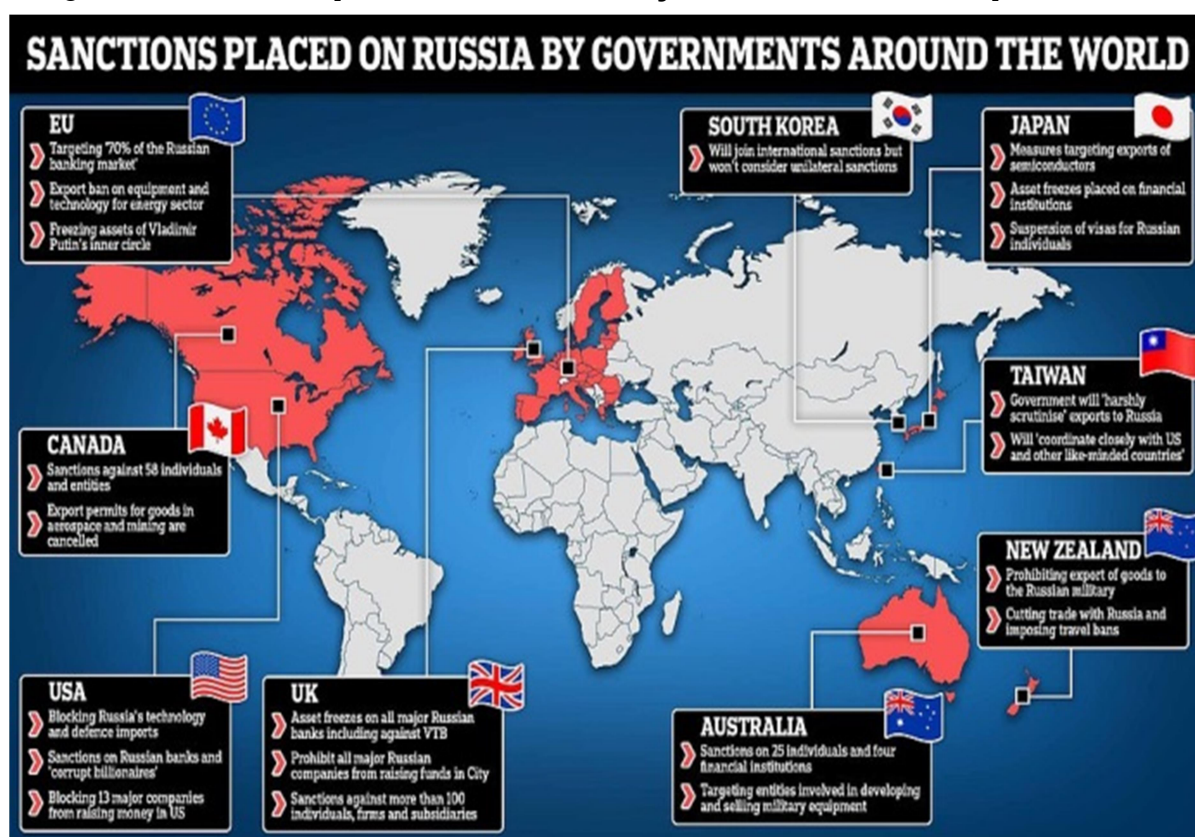 SANCTIONS PLACED ON RUSSIA BY GOVERNMENTS AROUND THE WORLD
EU
Targeting '70% of the Russian
banking market'
Export ban on equipment and
technology for energy sector
Freezing assets of Vladimir
Putin's inner circle
SOUTH KOREA
Will join international sanctions but
won't consider unilateral sanctions
JAPAN
Measures targeting exports of
semiconductors
Asset freezes placed on financial
institutions
Suspension of visas for Russian
individuals
TAIWAN
Government will 'harshly
scrutinise' exports to Russia
Will 'coordinate closely with US
and other like-minded countries'
CANADA
Sanctions against 58 individuals
and entities
Export permits for goods in
aerospace and mining are
cancelled
NEW ZEALAND
Prohibiting export of goods to
the Russian military
Cutting trade with Russia and
imposing travel bans
USA
Blocking Russia's technology
and defence imports
Sanctions on Russian banks and
'corrupt billionaires'
Blocking 13 major companies
from raising money in US
UK
Asset freezes on all major Russian
banks including against VTB
Prohibit all major Russian
companies from raising funds in City
Sanctions against more than 100
individuals, firms and subsidiaries
AUSTRALIA
Sanctions on 25 individuals and four
financial institutions
Targeting entities involved in developing
and selling military equipment